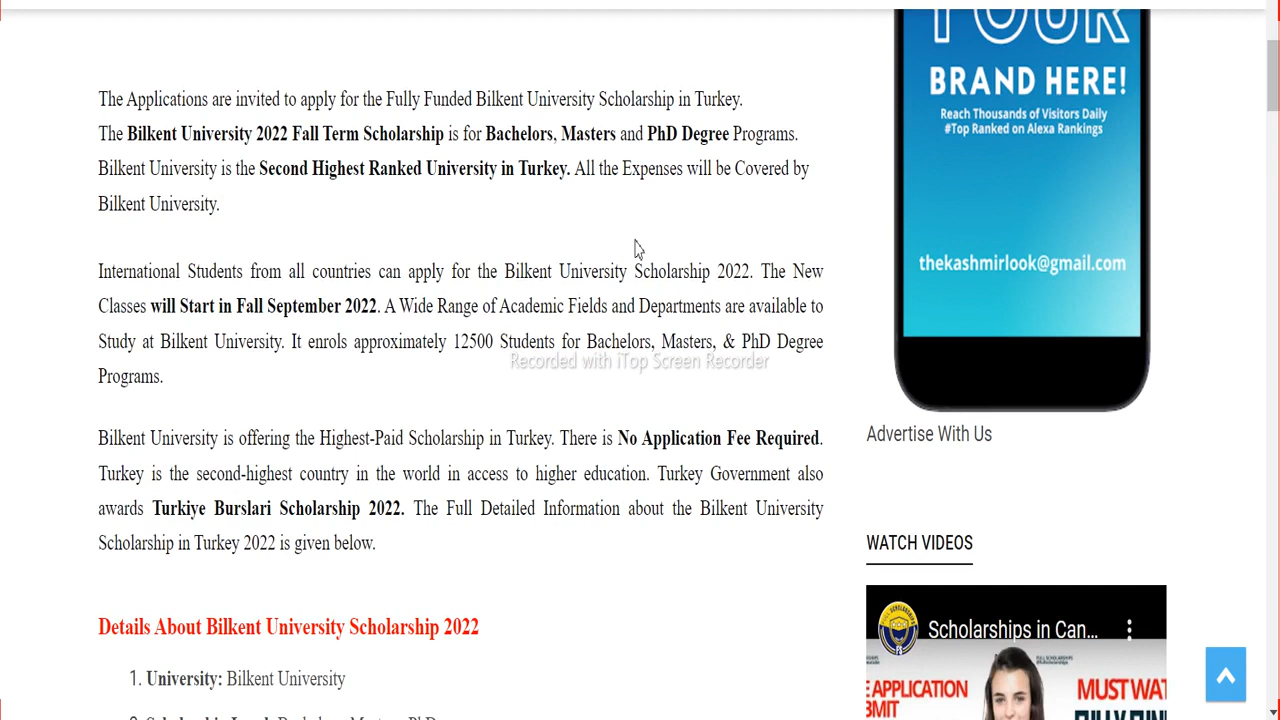 YOUR
BRAND HERE!
Reach Thousands of Visitors Daily
#Top Ranked on Alexa Rankings
thekashmirlook@gmail.com
The Applications are invited to apply for the Fully Funded Bilkent University Scholarship in Turkey.
The Bilkent University 2022 Fall Term Scholarship is for Bachelors, Masters and PhD Degree Programs.
Bilkent University is the Second Highest Ranked University in Turkey. All the Expenses will be Covered by
Bilkent University.
International Students from all countries can apply for the Bilkent University Scholarship 2022. The New
Classes will Start in Fall September 2022. A Wide Range of Academic Fields and Departments are available to
Study at Bilkent University. It enrols approximately 12500 Students for Bachelors, Masters, & PhD Degree
Programs.
Recorded with iTop Screen Recorder
Bilkent University is offering the Highest-Paid Scholarship in Turkey. There is No Application Fee Required.
Turkey is the second-highest country in the world in access to higher education. Turkey Government also
awards Turkiye Burslari Scholarship 2022. The Full Detailed Information about the Bilkent University
Scholarship in Turkey 2022 is given below.
Details About Bilkent University Scholarship 2022
1. University: Bilkent University
Advertise With Us
WATCH VIDEOS
Scholarships in Can...
E APPLICATION
MUST WAT